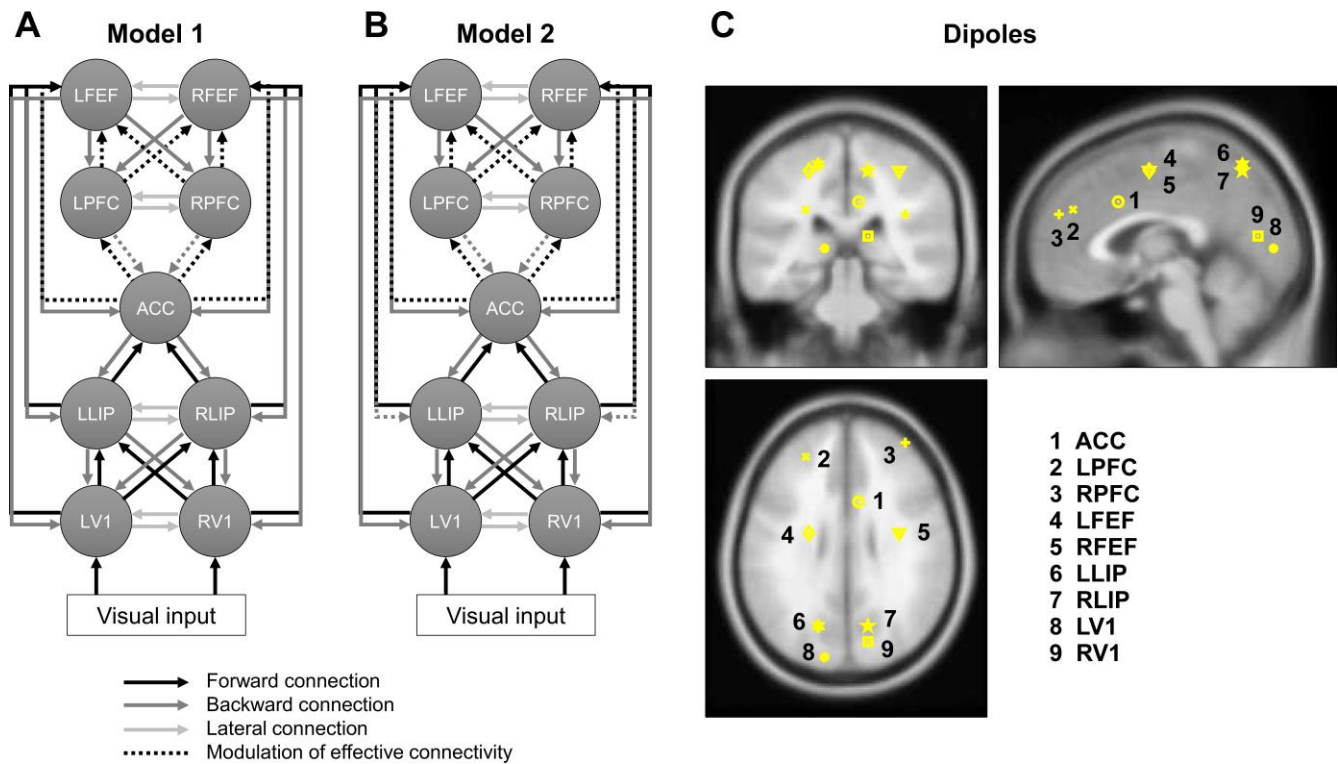 A
Model 1
LFEF
RFEF
LPFC
RPFC
ACC
LLIP
RLIP
LV1
RV1
Visual input
B
Model 2
LFEF
RFEF
LPFC
RPFC
ACC
LLIP
RLIP
LV1
RV1
Visual input
Forward connection
Backward connection
Lateral connection
Modulation of effective connectivity
C
Dipoles
4
5
6
7
1
3
2
9
8
2
3
1
4
5
6
7
8
9
1 ACC
2 LPFC
3 RPFC
4 LFEF
5 RFEF
6 LLIP
7 RLIP
8 LV1
9 RV1